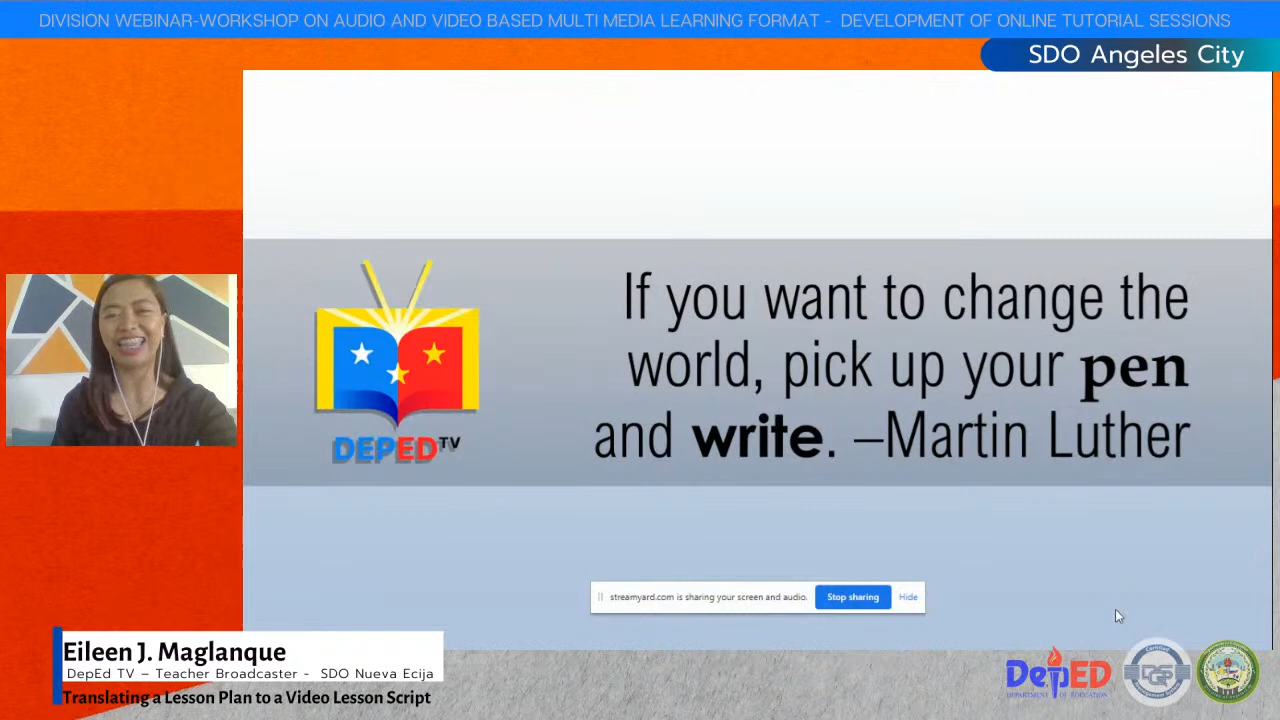 DIVISION WEBINAR-WORKSHOP ON AUDIO AND VIDEO BASED MULTI MEDIA LEARNING FORMAT - DEVELOPMENT OF ONLINE TUTORIAL SESSIONS
SDO Angeles City
If you want to change the
world, pick up your pen
and write. –Martin Luther
DEPED TV
streamyard.com is sharing your screen and audio. Stop sharing Hide
Eileen J. Maglanque
DepEd TV – Teacher Broadcaster - SDO Nueva Ecija
Translating a Lesson Plan to a Video Lesson Script
DepED
DEPARTMENT OF EDUCATION